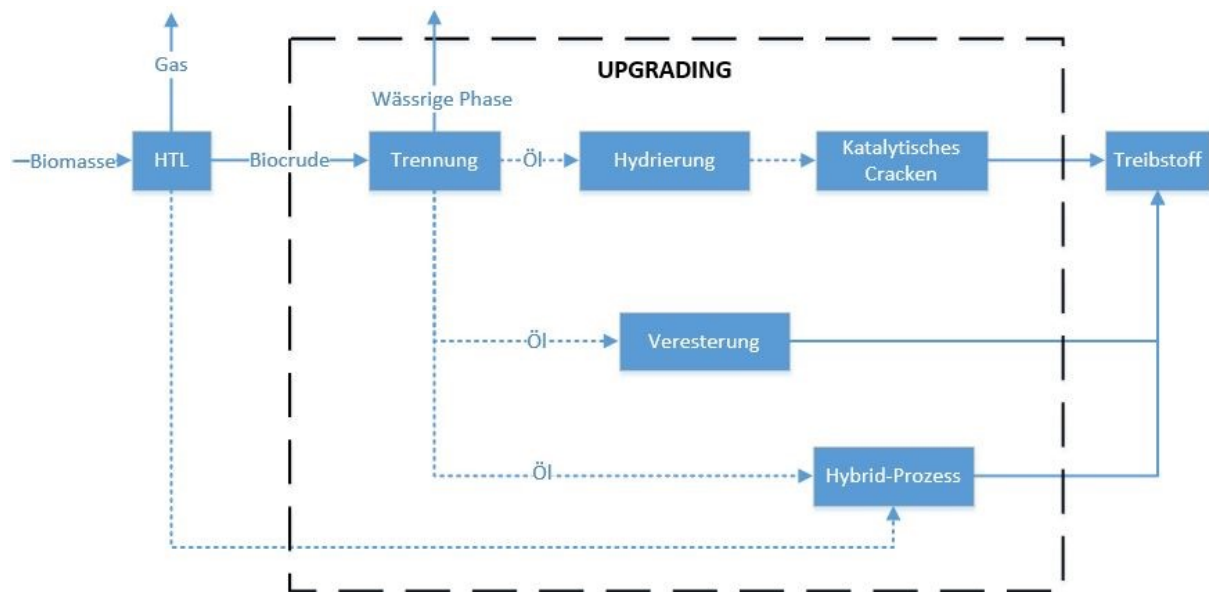 Gas
UPGRADING
Wässrige Phase
Biomasse
HTL
Biocrude
Trennung
Öl
Hydrierung
Katalytisches
Cracken
Treibstoff
Öl
Veresterung
Öl
Hybrid-Prozess